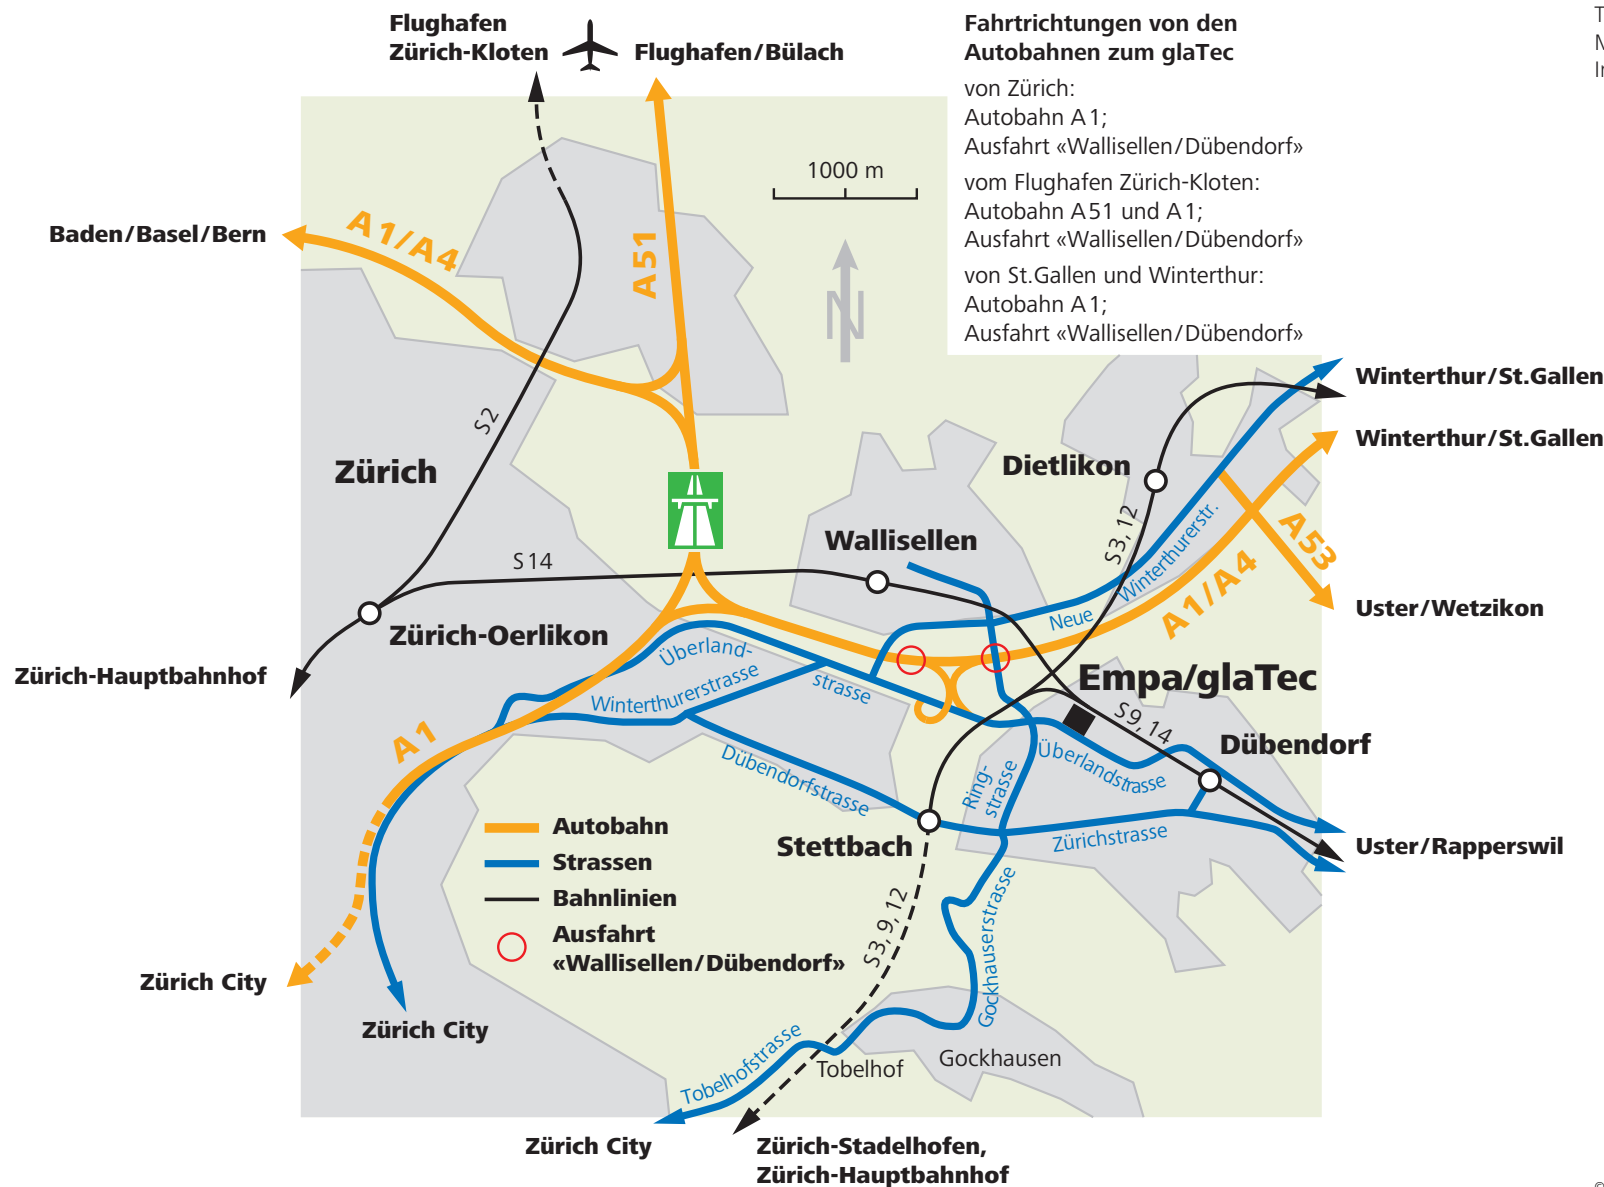 Flughafen
Zürich-Kloten
Flughafen/Bülach
Fahrtrichtungen von den
Autobahnen zum glaTec
von Zürich:
Autobahn A1;
Ausfahrt «Wallisellen/Dübendorf»
vom Flughafen Zürich-Kloten:
Autobahn A51 und A1;
Ausfahrt «Wallisellen/Dübendorf»
von St.Gallen und Winterthur:
Autobahn A1;
Ausfahrt «Wallisellen/Dübendorf»
1000 m
N
Baden/Basel/Bern
A1/A4
A51
S2
Zürich
Winterthur/St.Gallen
Winterthur/St.Gallen
Dietlikon
S3, 12
Wallisellen
Neue
Winterthurerstr.
A53
A1/A4
Uster/Wetzikon
S14
Zürich-Oerlikon
Zürich-Hauptbahnhof
Überland-
strasse
Winterthurerstrasse
Empa/glaTec
S9, 14
Dübendorf
A1
Dübendorfstrasse
Ring-
strasse
Überlandstrasse
Zürichstrasse
Stettbach
Uster/Rapperswil
Autobahn
Strassen
Bahnlinien
Ausfahrt
«Wallisellen/Dübendorf»
S3, 9, 12
Gockhauserstrasse
Zürich City
Zürich City
Tobelhofstrasse
Tobelhof
Gockhausen
Zürich City
Zürich-Stadelhofen,
Zürich-Hauptbahnhof